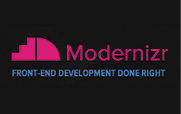 Modernizr
FRONT-END DEVELOPMENT DONE RIGHT